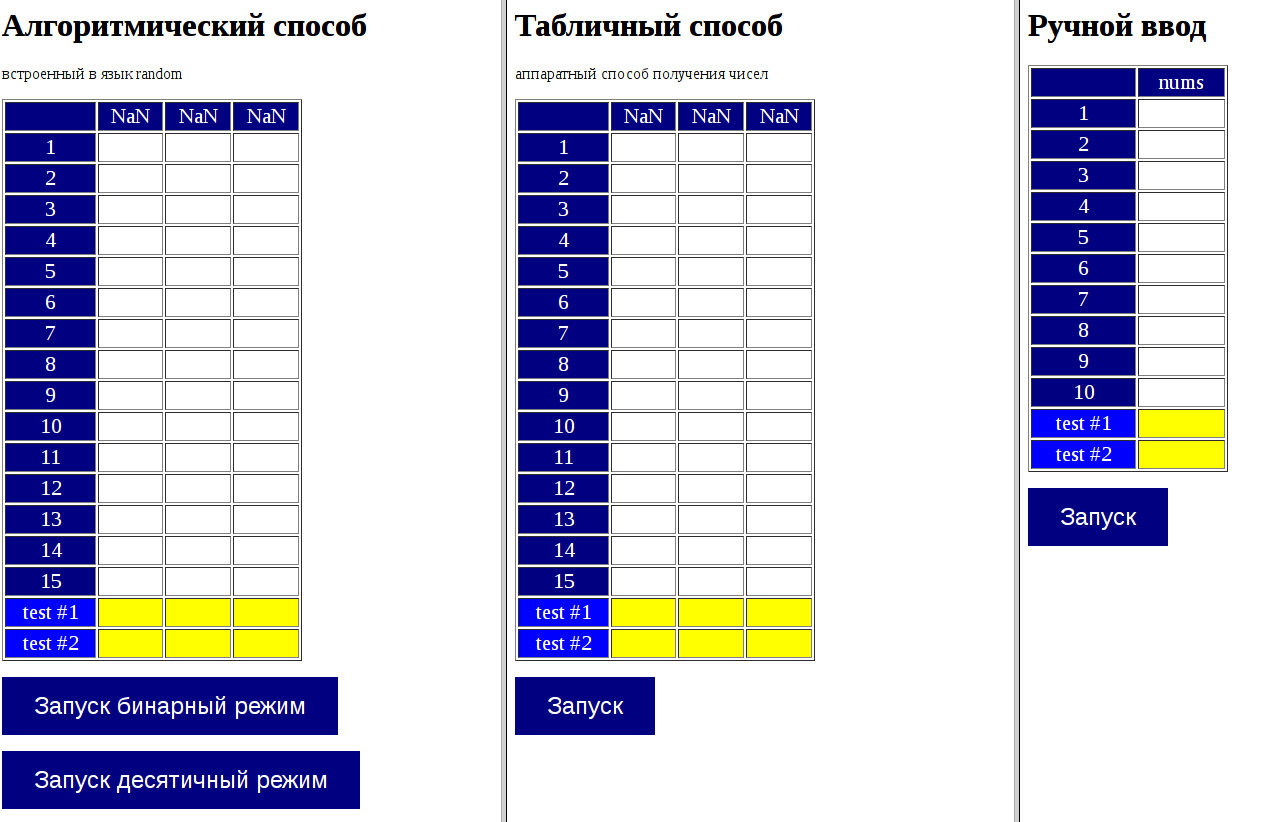 Алгоритмический способ
встроенный в язык random
NaN NaN NaN
1
2
3
4
5
6
7
8
9
10
11
12
13
14
15
test #1
test #2
Запуск бинарный режим
Запуск десятичный режим
Табличный способ
аппаратный способ получения чисел
NaN NaN NaN
1
2
3
4
5
6
7
8
9
10
11
12
13
14
15
test #1
test #2
Запуск
Ручной ввод
nums
1
2
3
4
5
6
7
8
9
10
test #1
test #2
Запуск